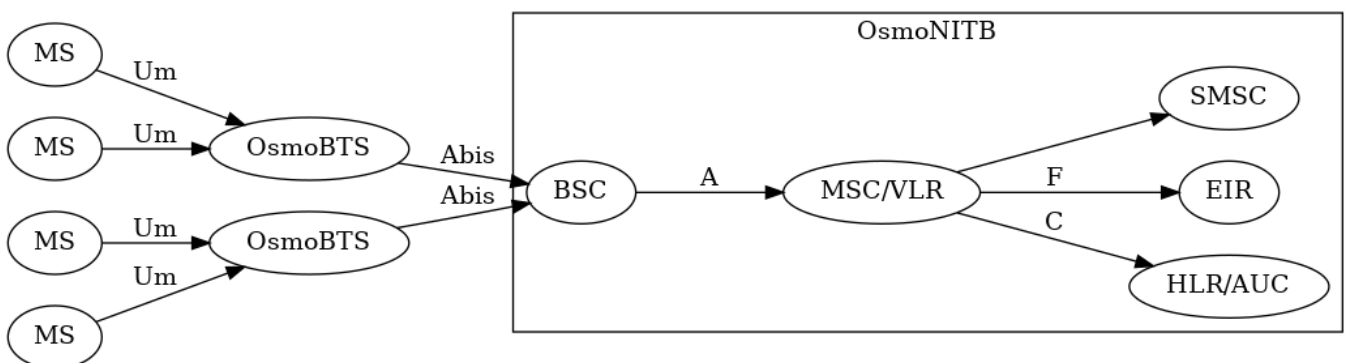 OsmoNITB
MS
Um
SMSC
MS
Um
OsmoBTS
Abis
BSC
A
MSC/VLR
F
EIR
Abis
MS
Um
OsmoBTS
C
HLR/AUC
Um
MS